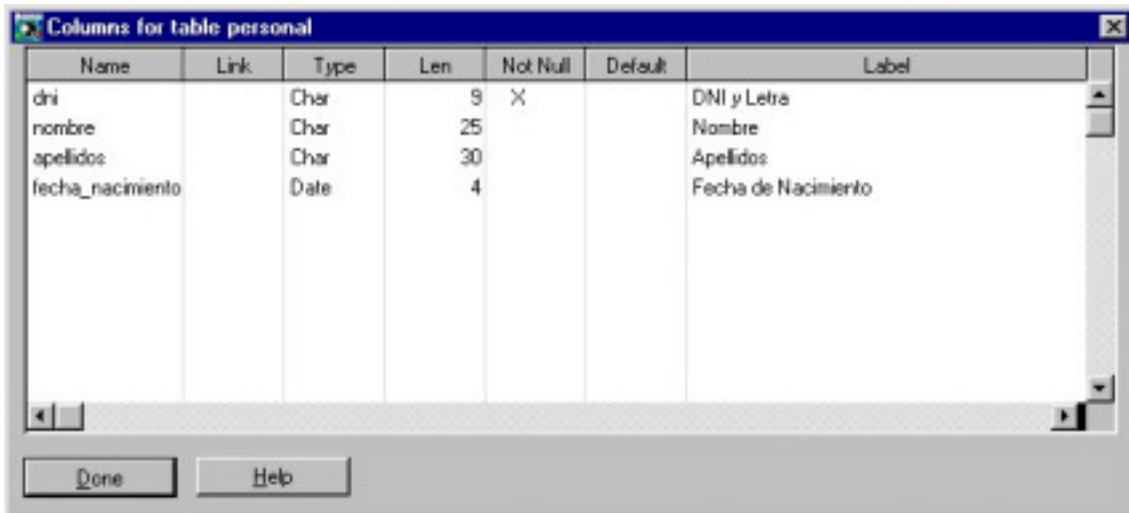 Columns for table personal
Name Link Type Len Not Null Default Label
dni Char 9 X DNI y Letra
nombre Char 25 Nombre
apellidos Char 30 Apellidos
fecha_nacimiento Date 4 Fecha de Nacimiento
Done Help